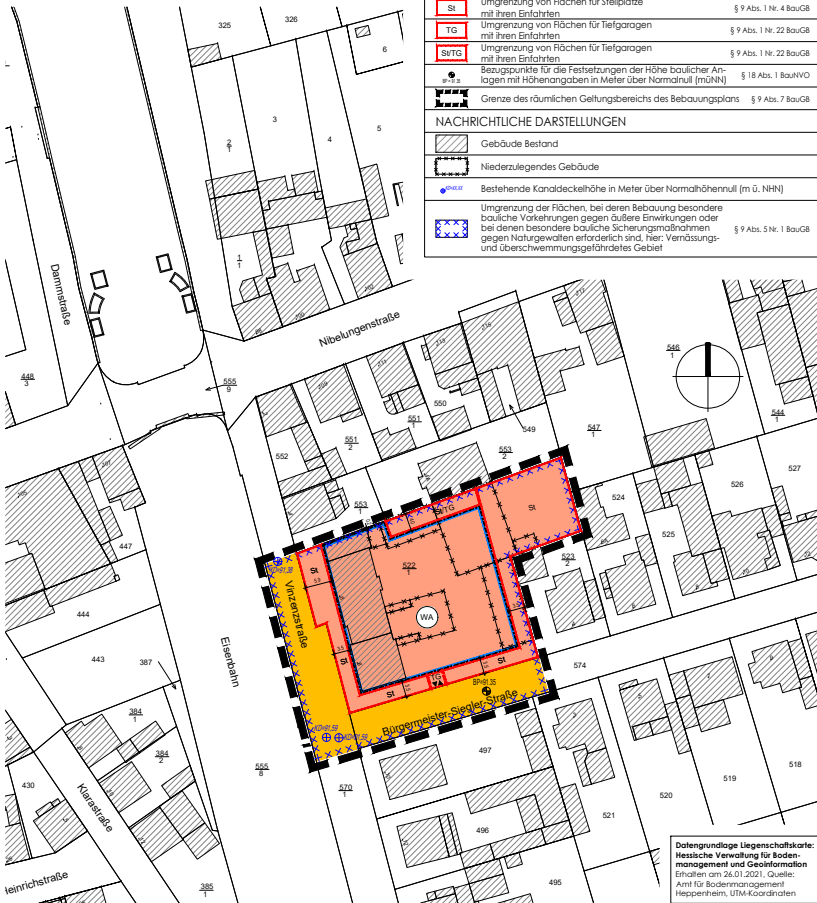 St
Umgrenzung von Flächen für Stellplätze
mit ihren Einfahrten
§ 9 Abs. 1 Nr. 4 BauGB
TG
Umgrenzung von Flächen für Tiefgaragen
mit ihren Einfahrten
§ 9 Abs. 1 Nr. 22 BauGB
St/TG
Umgrenzung von Flächen für Tiefgaragen
mit ihren Einfahrten
§ 9 Abs. 1 Nr. 22 BauGB
Bezugspunkte für die Festsetzungen der Höhe baulicher An-
lagen mit Höhenangaben in Meter über Normalnull (müNN)
§ 18 Abs. 1 BauNVO
Grenze des räumlichen Geltungsbereichs des Bebauungsplans
§ 9 Abs. 7 BauGB
NACHRICHTLICHE DARSTELLUNGEN
Gebäude Bestand
Niederzulegendes Gebäude
Bestehende Kanaldeckelhöhe in Meter über Normalhöhennull (m ü. NHN)
Umgrenzung der Flächen, bei deren Bebauung besondere
bauliche Vorkehrungen gegen äußere Einwirkungen oder
bei denen besondere bauliche Sicherungsmaßnahmen
gegen Naturgewalten erforderlich sind, hier: Vernässungs-
und überschwemmungsgefährdetes Gebiet
§ 9 Abs. 5 Nr. 1 BauGB
325
326
6
3
5
2
1
4
1
1
Dammstraße
Nibelungenstraße
448
3
555
9
546
1
544
1
550
551
1
551
2
549
547
1
552
553
2
553
1
527
526
524
525
523
2
447
444
443
387
384
1
384
2
430
Vinzenzstraße
Eisenbahn
St
St/TG
St
522
1
WA
St
St
St
TG
BP=91,35
Bürgermeister-Siegler-Straße
574
555
8
570
1
497
496
495
521
520
519
518
Klarastraße
Heinrichstraße
385
1
Datengrundlage Liegenschaftskarte:
Hessische Verwaltung für Boden-
management und Geoinformation
Erhalten am 26.01.2021, Quelle:
Amt für Bodenmanagement
Heppenheim, UTM-Koordinaten